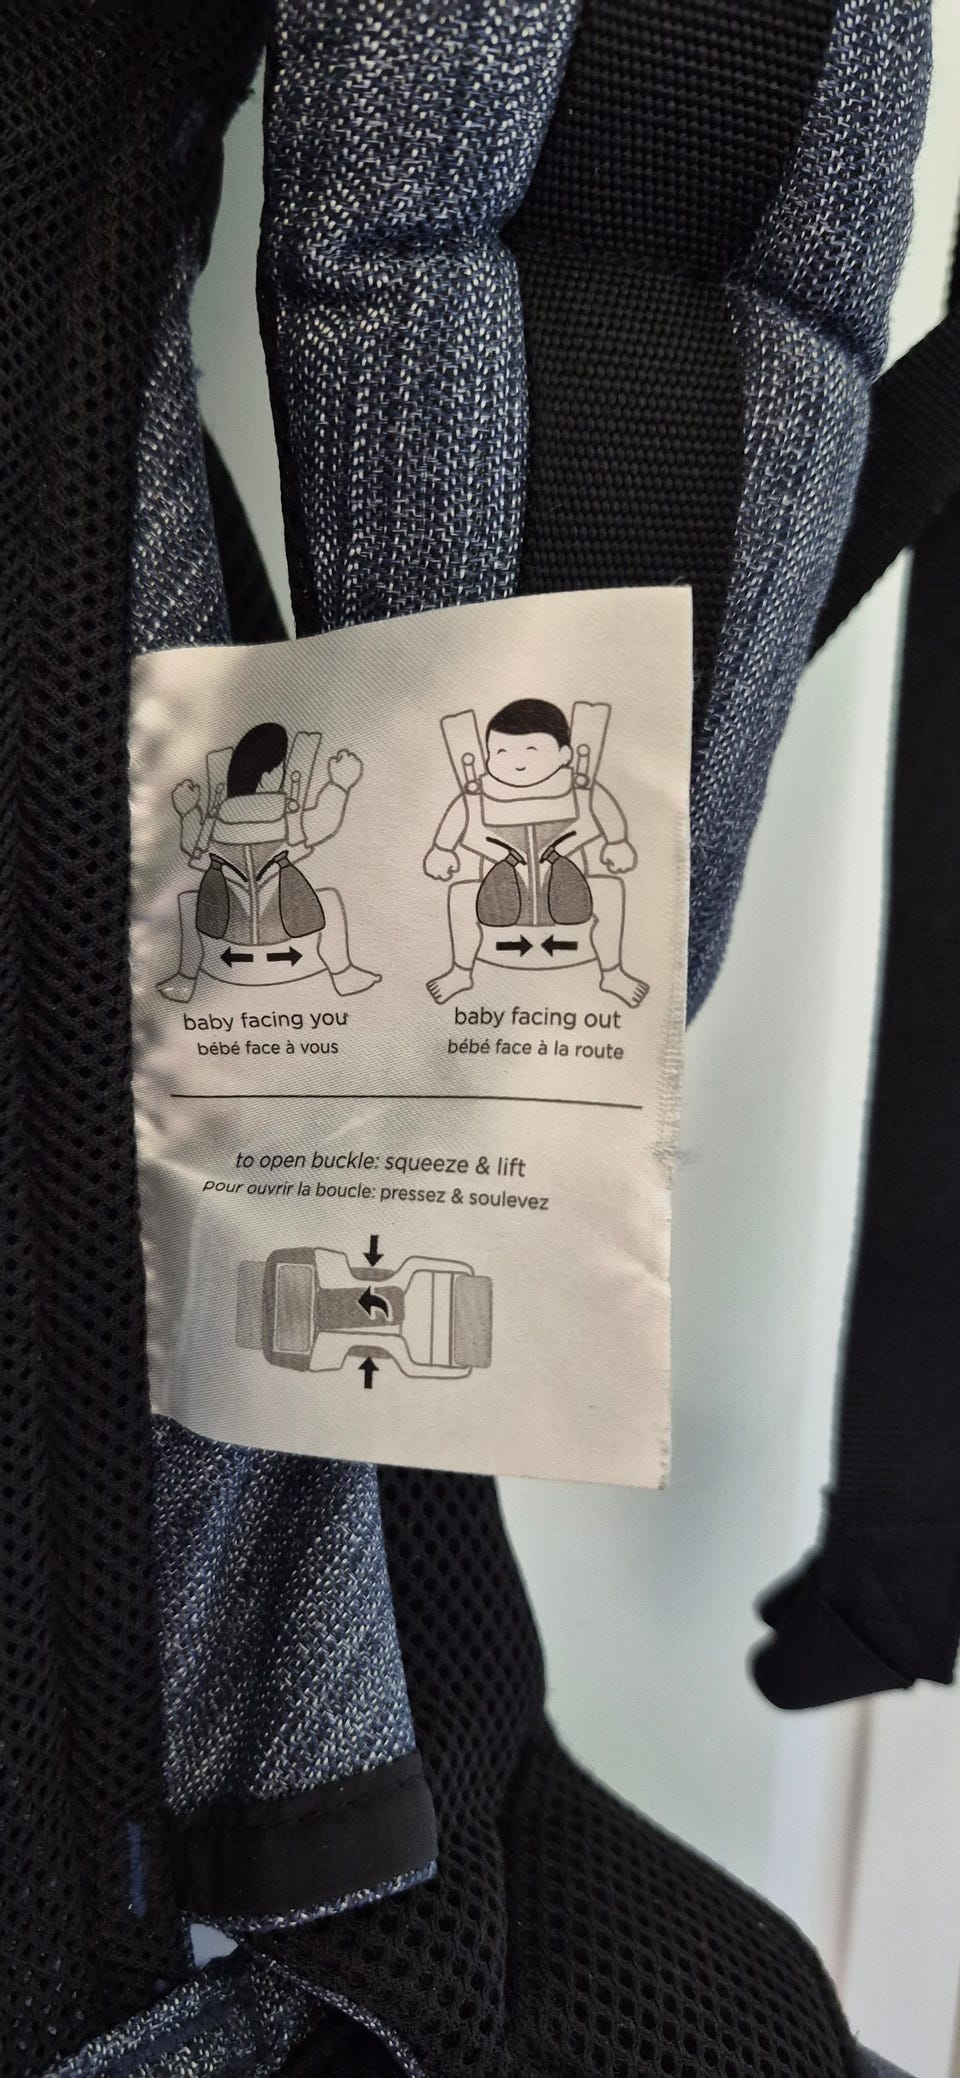 baby facing you
bébé face à vous
baby facing out
bébé face à la route
to open buckle: squeeze & lift
pour ouvrir la boucle: pressez & soulevez